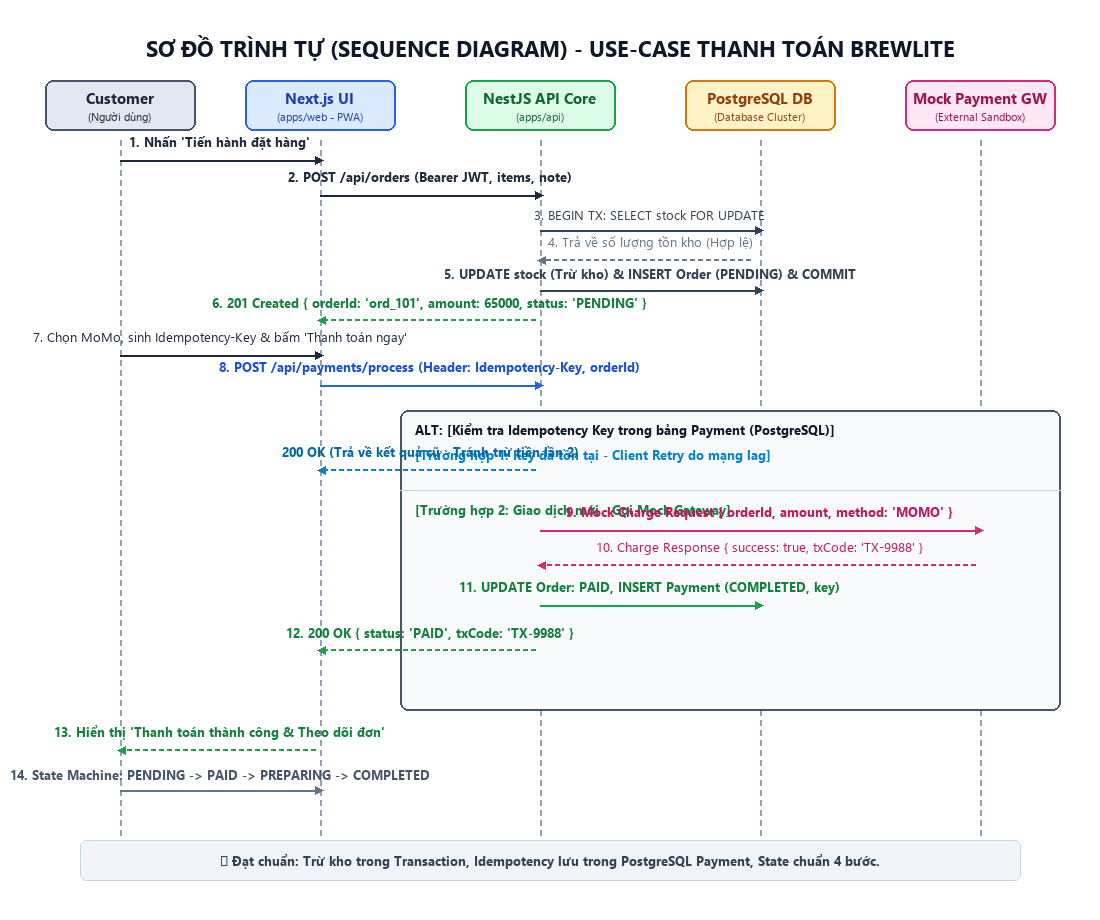 SƠ ĐỒ TRÌNH TỰ (SEQUENCE DIAGRAM) - USE-CASE THANH TOÁN BREWLITE
Customer
(Người dùng)
Next.js UI
(apps/web - PWA)
NestJS API Core
(apps/api)
PostgreSQL DB
(Database Cluster)
Mock Payment GW
(External Sandbox)
1. Nhấn 'Tiến hành đặt hàng'
2. POST /api/orders (Bearer JWT, items, note)
3. BEGIN TX: SELECT stock FOR UPDATE
4. Trả về số lượng tồn kho (Hợp lệ)
5. UPDATE stock (Trừ kho) & INSERT Order (PENDING) & COMMIT
6. 201 Created { orderId: 'ord_101', amount: 65000, status: 'PENDING' }
7. Chọn MoMo, sinh Idempotency-Key & bấm 'Thanh toán ngay'
8. POST /api/payments/process (Header: Idempotency-Key, orderId)
ALT: [Kiểm tra Idempotency Key trong bảng Payment (PostgreSQL)]
200 OK (Trả về kết quả cũ - Tránh trừ tiền lần 2)
[Trường hợp 1: Key đã tồn tại - Client Retry do mạng lag]
[Trường hợp 2: Giao dịch mới - Gọi Mock Gateway]
9. Mock Charge Request { orderId, amount, method: 'MOMO' }
10. Charge Response { success: true, txCode: 'TX-9988' }
11. UPDATE Order: PAID, INSERT Payment (COMPLETED, key)
12. 200 OK { status: 'PAID', txCode: 'TX-9988' }
13. Hiển thị 'Thanh toán thành công & Theo dõi đơn'
14. State Machine: PENDING -> PAID -> PREPARING -> COMPLETED
Đạt chuẩn: Trừ kho trong Transaction, Idempotency lưu trong PostgreSQL Payment, State chuẩn 4 bước.